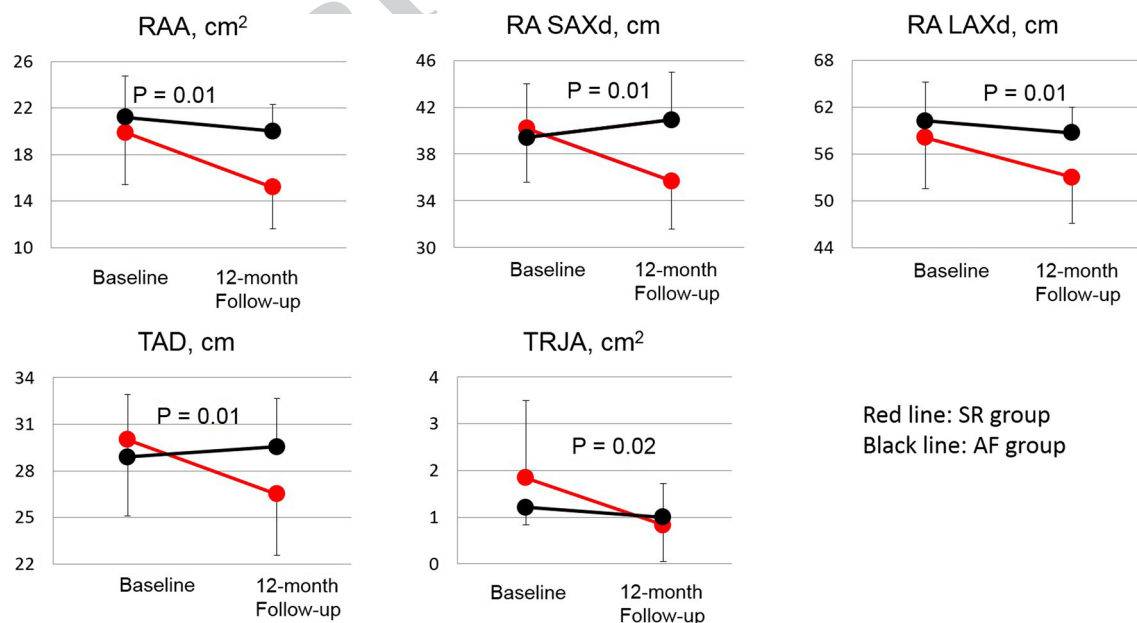 RAA, cm²
26
22
18
14
10
P = 0.01
Baseline
12-month
Follow-up
RA SAXd, cm
46
42
38
34
30
P = 0.01
Baseline
12-month
Follow-up
RA LAXd, cm
68
62
56
50
44
P = 0.01
Baseline
12-month
Follow-up
TAD, cm
34
31
28
25
22
P = 0.01
Baseline
12-month
Follow-up
TRJA, cm²
4
3
2
1
0
P = 0.02
Baseline
12-month
Follow-up
Red line: SR group
Black line: AF group